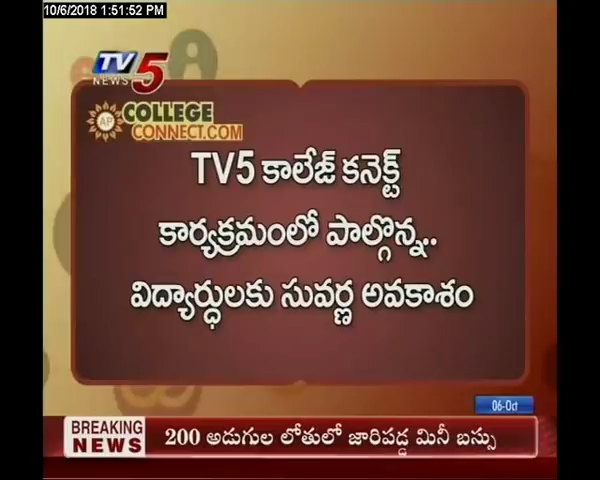 10/6/2018 1:51:52 PM
TV5
NEWS
AP COLLEGE
CONNECT.COM
TV5 కాలేజ్ కనెక్ట్
కార్యక్రమంలో పాల్గొన్న..
విద్యార్ధులకు సువర్ణ అవకాశం
06-Oct
BREAKING
NEWS
200 అడుగుల లోతులో జారిపడ్డ మినీ బస్సు